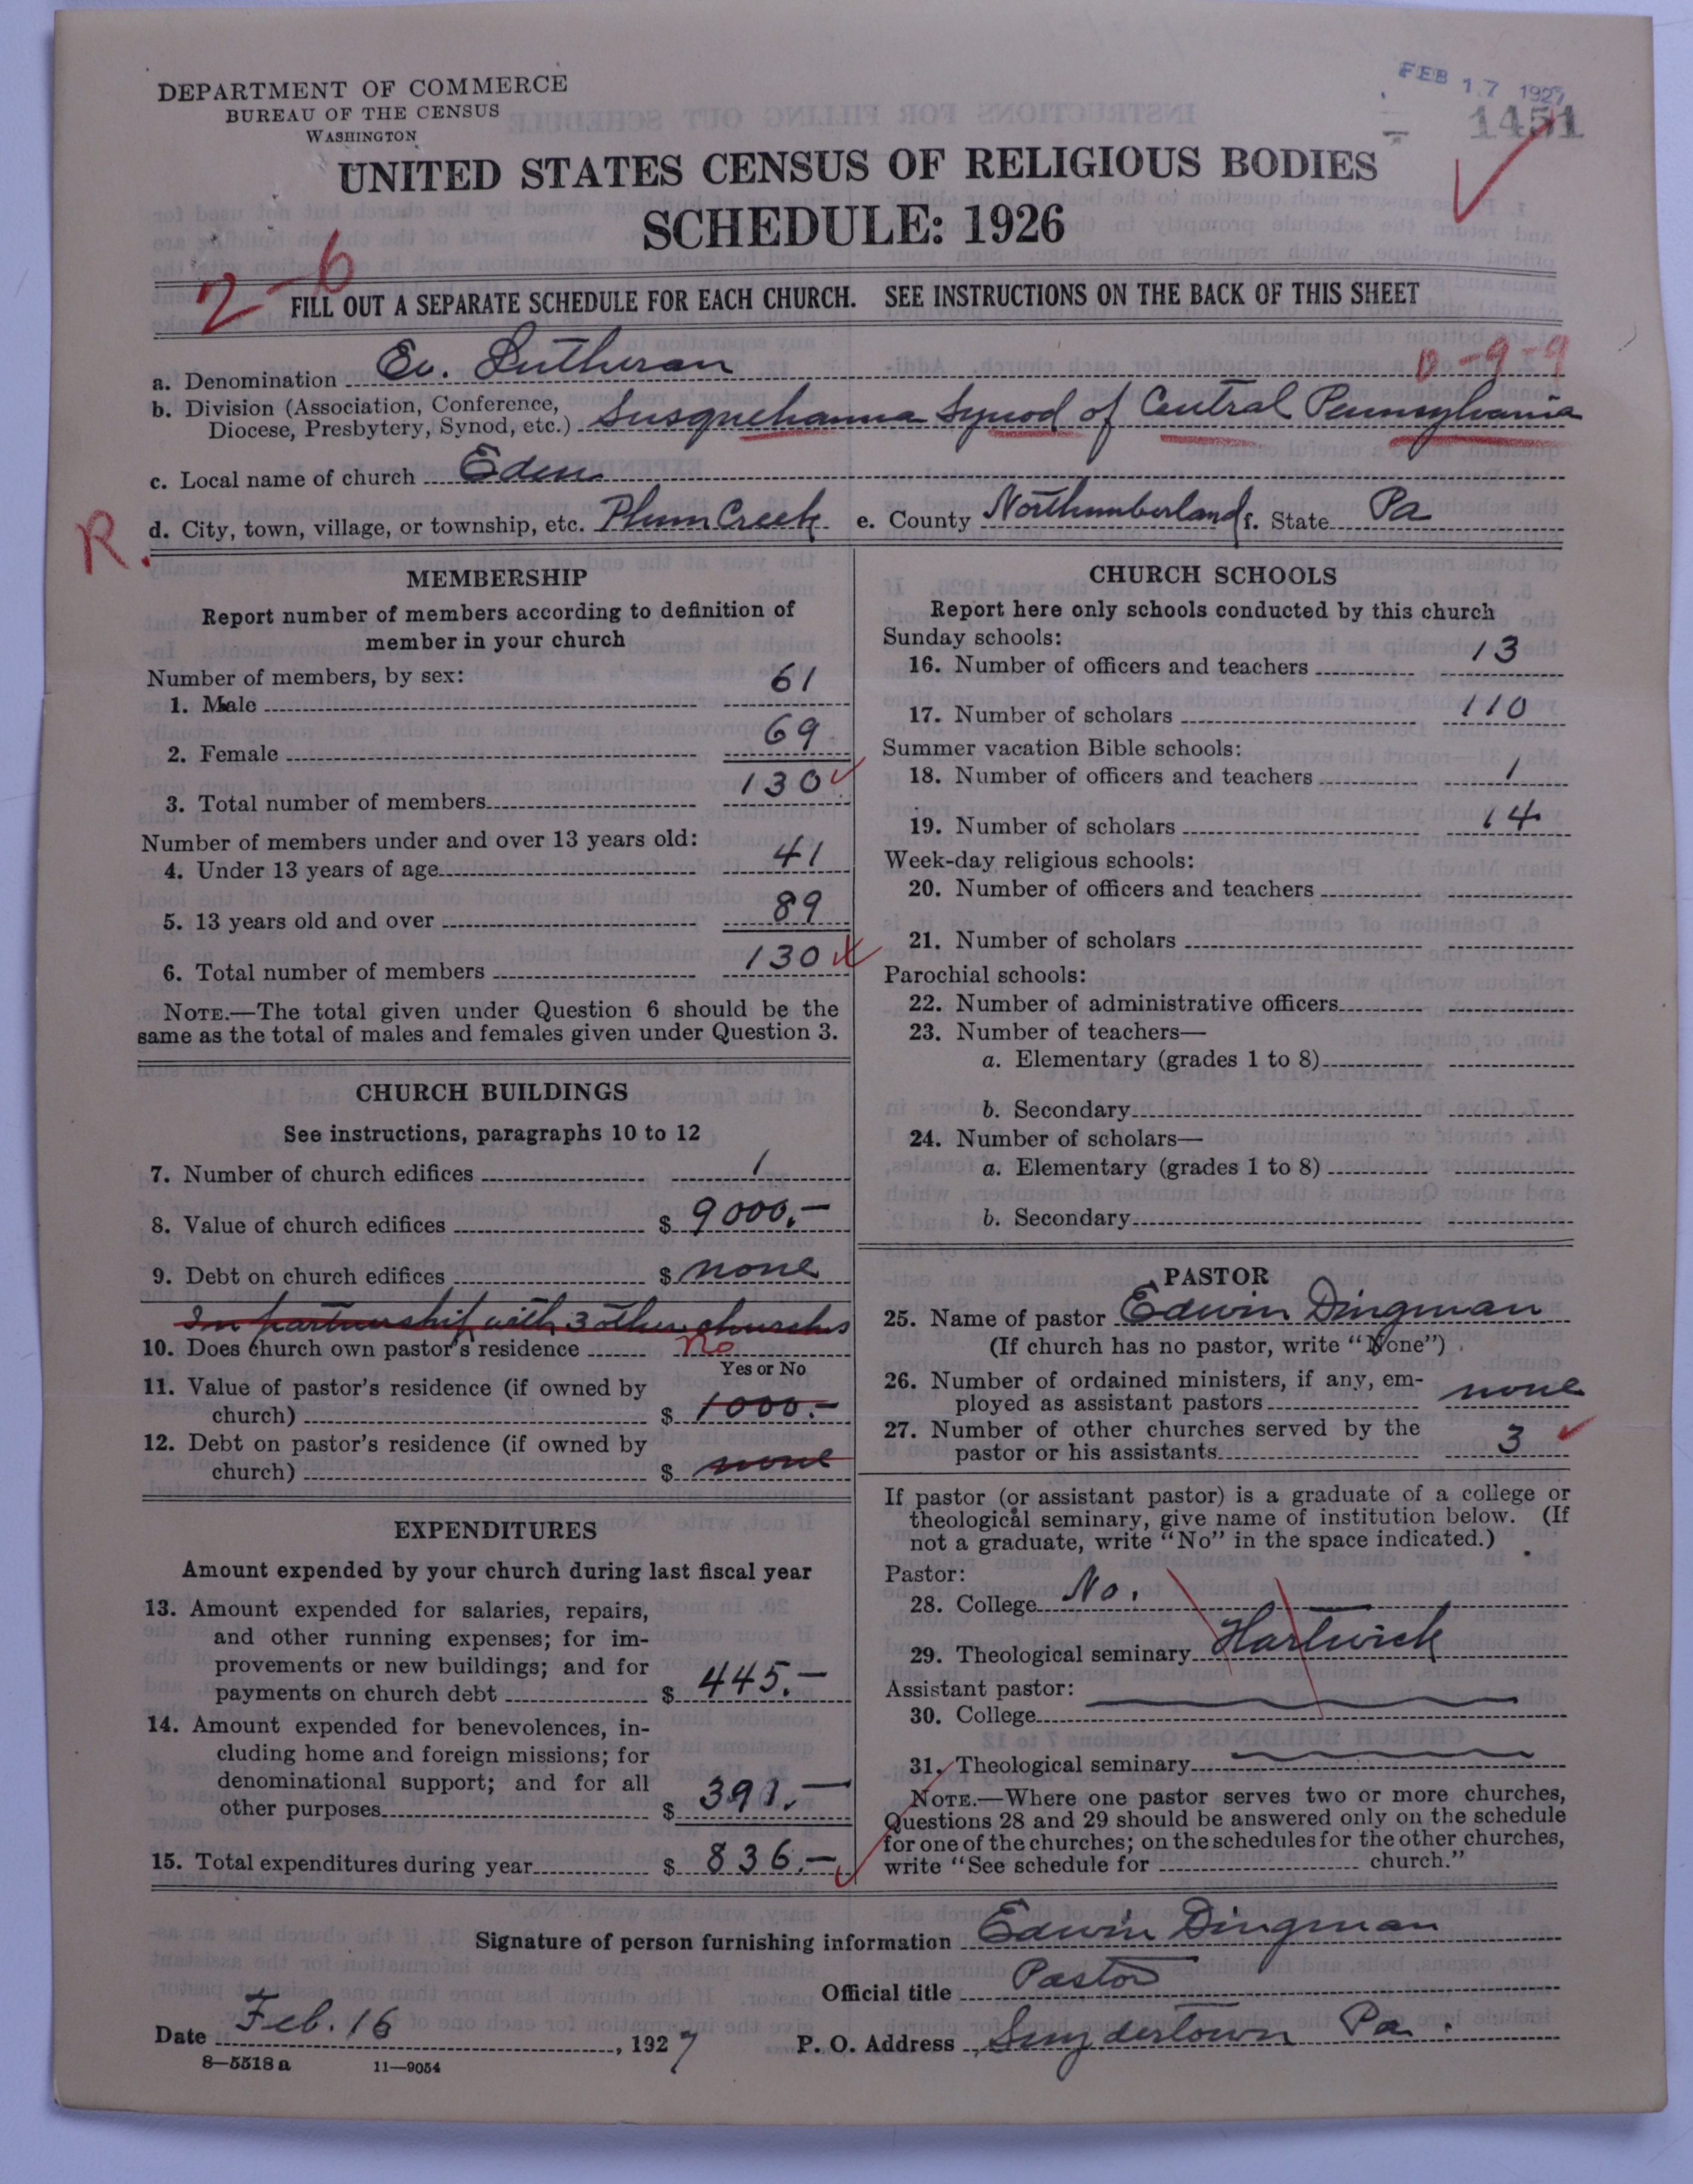 FEB 17 1927
1451
DEPARTMENT OF COMMERCE
BUREAU OF THE CENSUS
WASHINGTON
UNITED STATES CENSUS OF RELIGIOUS BODIES
SCHEDULE: 1926
2-6
FILL OUT A SEPARATE SCHEDULE FOR EACH CHURCH. SEE INSTRUCTIONS ON THE BACK OF THIS SHEET
0-9-9
a. Denomination Ev. Lutheran
b. Division (Association, Conference,
Diocese, Presbytery, Synod, etc.) Susquehanna Synod of Central Pennsylvania
c. Local name of church Eden
R. d. City, town, village, or township, etc. Plum Creek e. County Northumberland f. State Pa
MEMBERSHIP
Report number of members according to definition of
member in your church
Number of members, by sex:
1. Male 61
2. Female 69
3. Total number of members 130
Number of members under and over 13 years old:
4. Under 13 years of age 41
5. 13 years old and over 89
6. Total number of members 130
NOTE.—The total given under Question 6 should be the
same as the total of males and females given under Question 3.
CHURCH BUILDINGS
See instructions, paragraphs 10 to 12
7. Number of church edifices 1
8. Value of church edifices $ 9000.—
9. Debt on church edifices $ none
In partnership with 3 other churches
10. Does church own pastor's residence no
Yes or No
11. Value of pastor's residence (if owned by
church) $ 1000.-
12. Debt on pastor's residence (if owned by
church) $ none
EXPENDITURES
Amount expended by your church during last fiscal year
13. Amount expended for salaries, repairs,
and other running expenses; for im-
provements or new buildings; and for
payments on church debt $ 445.—
14. Amount expended for benevolences, in-
cluding home and foreign missions; for
denominational support; and for all
other purposes $ 391.—
15. Total expenditures during year $ 836.—
CHURCH SCHOOLS
Report here only schools conducted by this church
Sunday schools:
16. Number of officers and teachers 13
17. Number of scholars 110
Summer vacation Bible schools:
18. Number of officers and teachers 1
19. Number of scholars 14
Week-day religious schools:
20. Number of officers and teachers
21. Number of scholars
Parochial schools:
22. Number of administrative officers
23. Number of teachers—
a. Elementary (grades 1 to 8)
b. Secondary
24. Number of scholars—
a. Elementary (grades 1 to 8)
b. Secondary
PASTOR
25. Name of pastor Edwin Dingman
(If church has no pastor, write "None")
26. Number of ordained ministers, if any, em-
ployed as assistant pastors none
27. Number of other churches served by the
pastor or his assistants 3
If pastor (or assistant pastor) is a graduate of a college or
theological seminary, give name of institution below. (If
not a graduate, write "No" in the space indicated.)
Pastor:
28. College No.
29. Theological seminary Hartwick
Assistant pastor:
30. College
31. Theological seminary
NOTE.—Where one pastor serves two or more churches,
Questions 28 and 29 should be answered only on the schedule
for one of the churches; on the schedules for the other churches,
write "See schedule for church."
Signature of person furnishing information Edwin Dingman
Official title Pastor
Date Feb. 16, 1927 P. O. Address Snydertown Pa.
8—5518a 11—9054